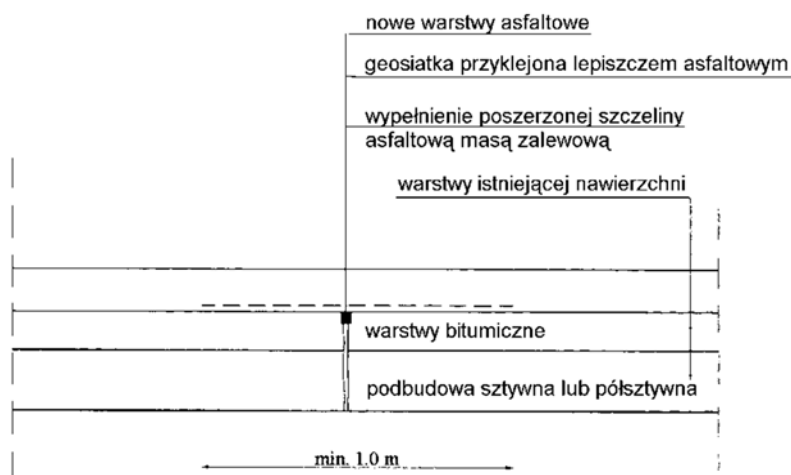 nowe warstwy asfaltowe
geosiatka przyklejona lepiszczem asfaltowym
wypełnienie poszerzonej szczeliny
asfaltową masą zalewową
warstwy istniejącej nawierzchni
warstwy bitumiczne
podbudowa sztywna lub półsztywna
min. 1.0 m